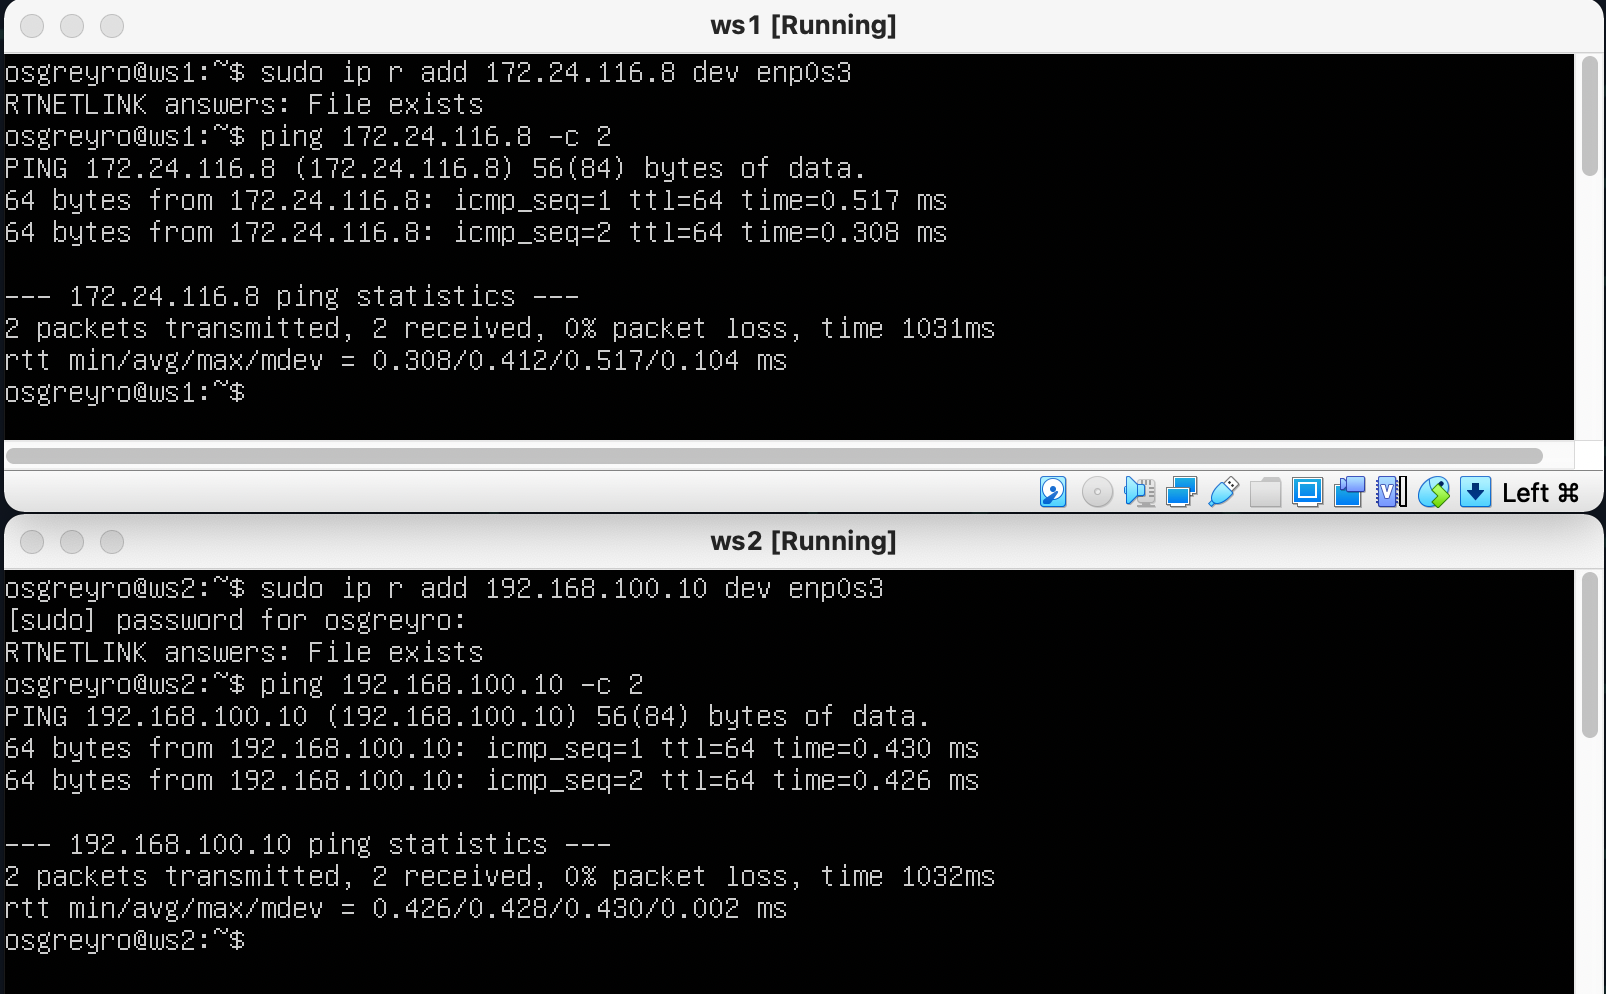 ws1 [Running]
osgreyro@ws1:~$ sudo ip r add 172.24.116.8 dev enp0s3
RTNETLINK answers: File exists
osgreyro@ws1:~$ ping 172.24.116.8 -c 2
PING 172.24.116.8 (172.24.116.8) 56(84) bytes of data.
64 bytes from 172.24.116.8: icmp_seq=1 ttl=64 time=0.517 ms
64 bytes from 172.24.116.8: icmp_seq=2 ttl=64 time=0.308 ms
--- 172.24.116.8 ping statistics ---
2 packets transmitted, 2 received, 0% packet loss, time 1031ms
rtt min/avg/max/mdev = 0.308/0.412/0.517/0.104 ms
osgreyro@ws1:~$
V
Left ⌘
ws2 [Running]
osgreyro@ws2:~$ sudo ip r add 192.168.100.10 dev enp0s3
[sudo] password for osgreyro:
RTNETLINK answers: File exists
osgreyro@ws2:~$ ping 192.168.100.10 -c 2
PING 192.168.100.10 (192.168.100.10) 56(84) bytes of data.
64 bytes from 192.168.100.10: icmp_seq=1 ttl=64 time=0.430 ms
64 bytes from 192.168.100.10: icmp_seq=2 ttl=64 time=0.426 ms
--- 192.168.100.10 ping statistics ---
2 packets transmitted, 2 received, 0% packet loss, time 1032ms
rtt min/avg/max/mdev = 0.426/0.428/0.430/0.002 ms
osgreyro@ws2:~$